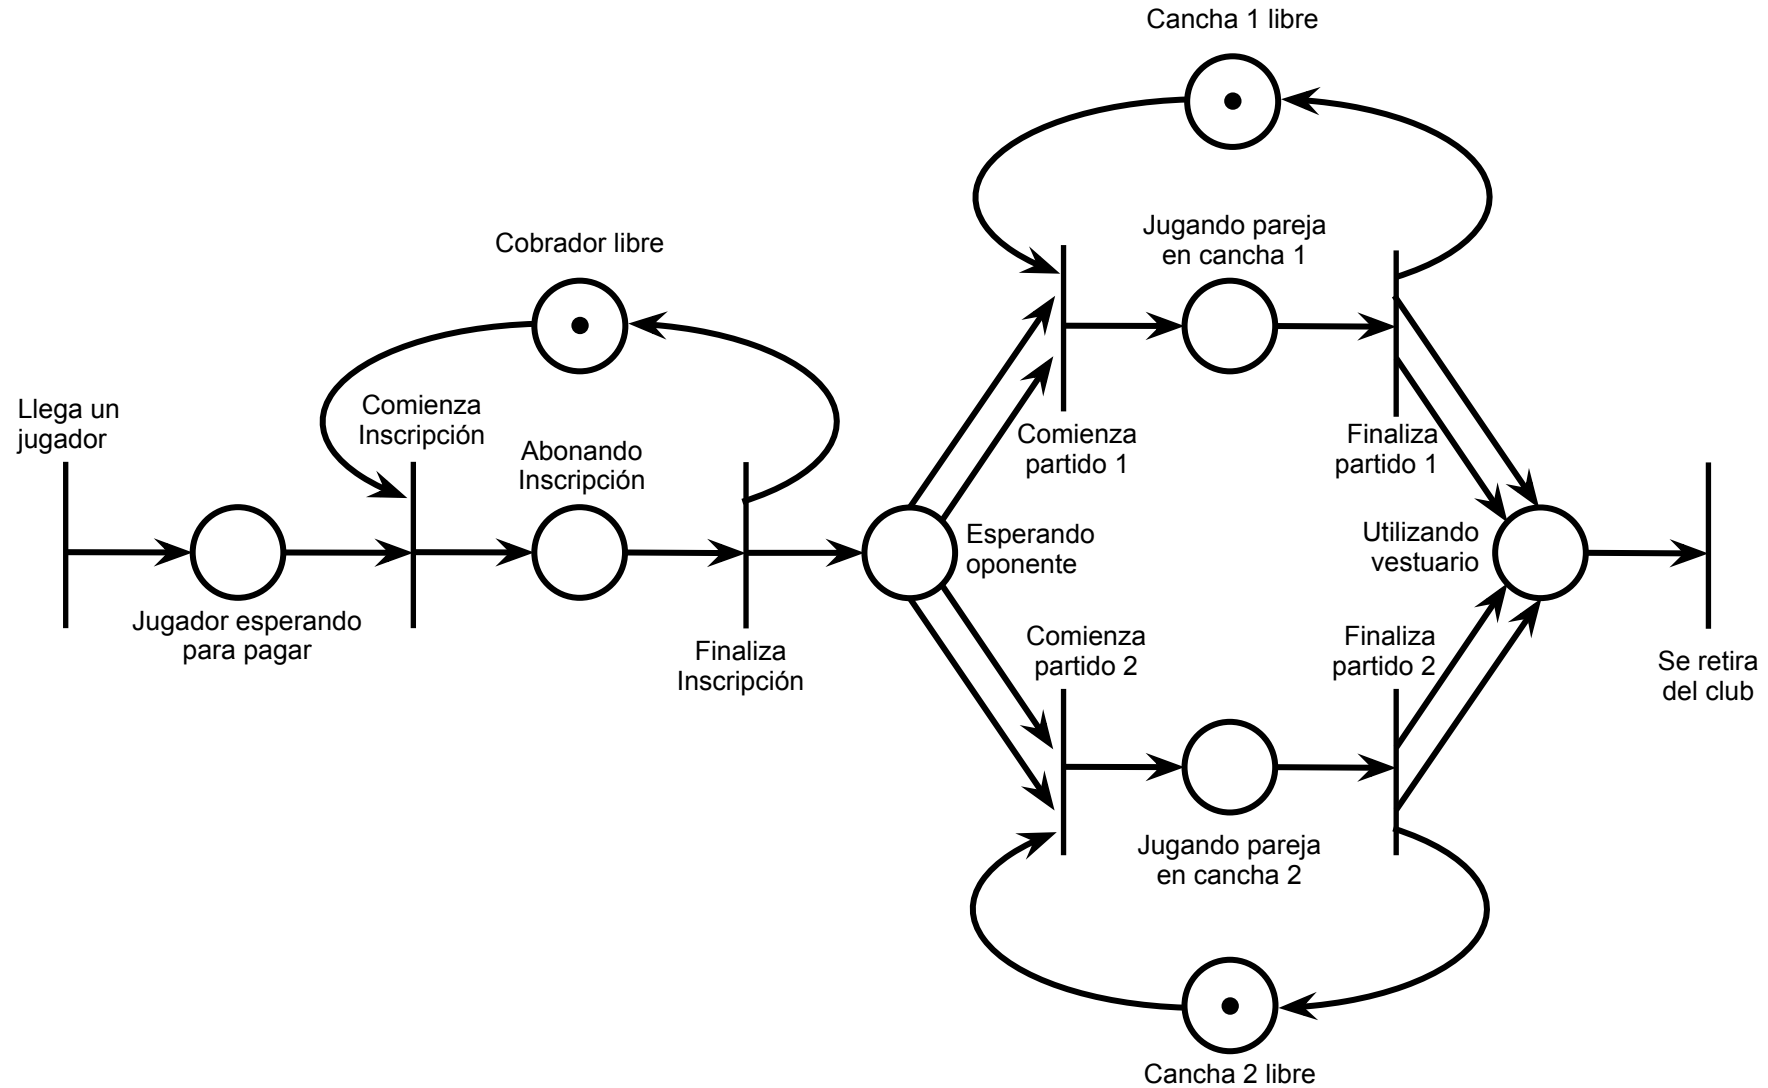 Cancha 1 libre
Jugando pareja
en cancha 1
Cobrador libre
Llega un
jugador
Comienza
Inscripción
Abonando
Inscripción
Comienza
partido 1
Finaliza
partido 1
Esperando
oponente
Utilizando
vestuario
Jugador esperando
para pagar
Finaliza
Inscripción
Comienza
partido 2
Finaliza
partido 2
Se retira
del club
Jugando pareja
en cancha 2
Cancha 2 libre